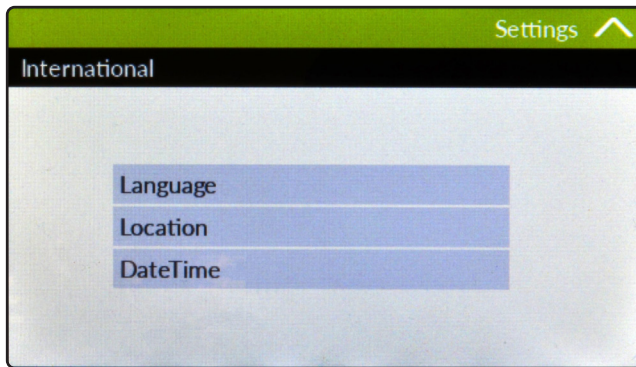 Settings
International
Language
Location
DateTime